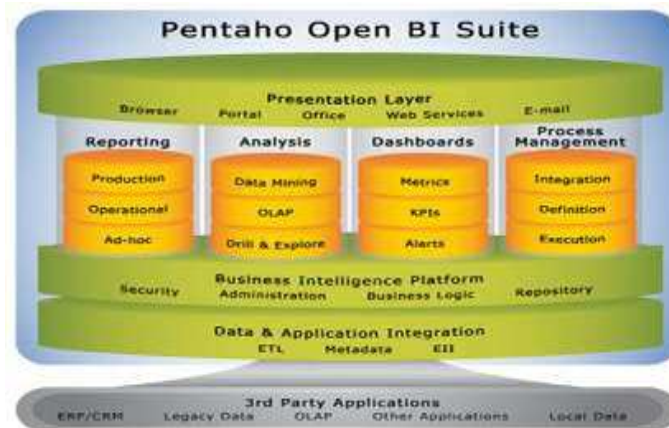 Pentaho Open BI Suite
Presentation Layer
Browser Portal Office Web Services E-mail
Reporting Analysis Dashboards Process Management
Production Data Mining Metrics Integration
Operational OLAP KPIs Definition
Ad-hoc Drill & Explore Alerts Execution
Business Intelligence Platform
Security Administration Business Logic Repository
Data & Application Integration
ETL Metadata EII
3rd Party Applications
ERP/CRM Legacy Data OLAP Other Applications Local Data